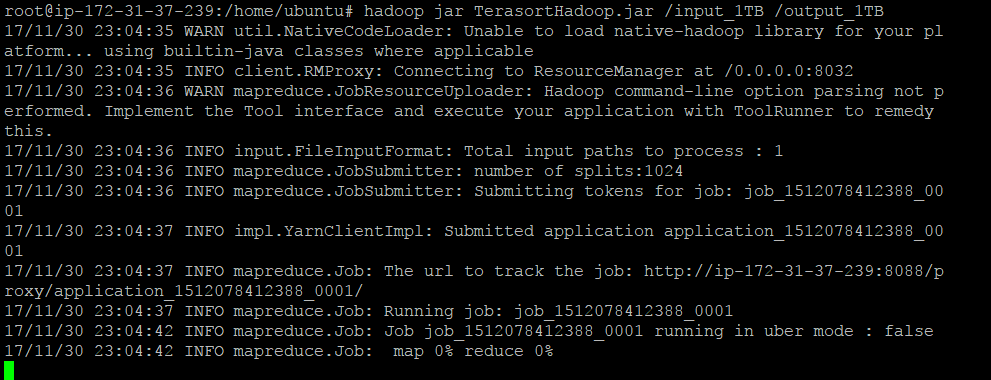 root@ip-172-31-37-239:/home/ubuntu# hadoop jar TerasortHadoop.jar /input_1TB /output_1TB
17/11/30 23:04:35 WARN util.NativeCodeLoader: Unable to load native-hadoop library for your pl
atform... using builtin-java classes where applicable
17/11/30 23:04:35 INFO client.RMProxy: Connecting to ResourceManager at /0.0.0.0:8032
17/11/30 23:04:36 WARN mapreduce.JobResourceUploader: Hadoop command-line option parsing not p
erformed. Implement the Tool interface and execute your application with ToolRunner to remedy
this.
17/11/30 23:04:36 INFO input.FileInputFormat: Total input paths to process : 1
17/11/30 23:04:36 INFO mapreduce.JobSubmitter: number of splits:1024
17/11/30 23:04:36 INFO mapreduce.JobSubmitter: Submitting tokens for job: job_1512078412388_00
01
17/11/30 23:04:37 INFO impl.YarnClientImpl: Submitted application application_1512078412388_00
01
17/11/30 23:04:37 INFO mapreduce.Job: The url to track the job: http://ip-172-31-37-239:8088/p
roxy/application_1512078412388_0001/
17/11/30 23:04:37 INFO mapreduce.Job: Running job: job_1512078412388_0001
17/11/30 23:04:42 INFO mapreduce.Job: Job job_1512078412388_0001 running in uber mode : false
17/11/30 23:04:42 INFO mapreduce.Job:  map 0% reduce 0%